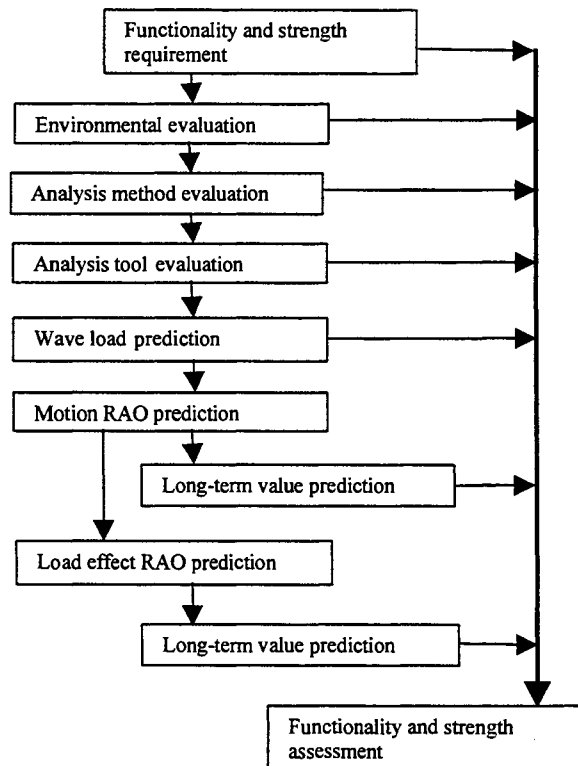 Functionality and strength
requirement
Environmental evaluation
Analysis method evaluation
Analysis tool evaluation
Wave load prediction
Motion RAO prediction
Long-term value prediction
Load effect RAO prediction
Long-term value prediction
Functionality and strength
assessment